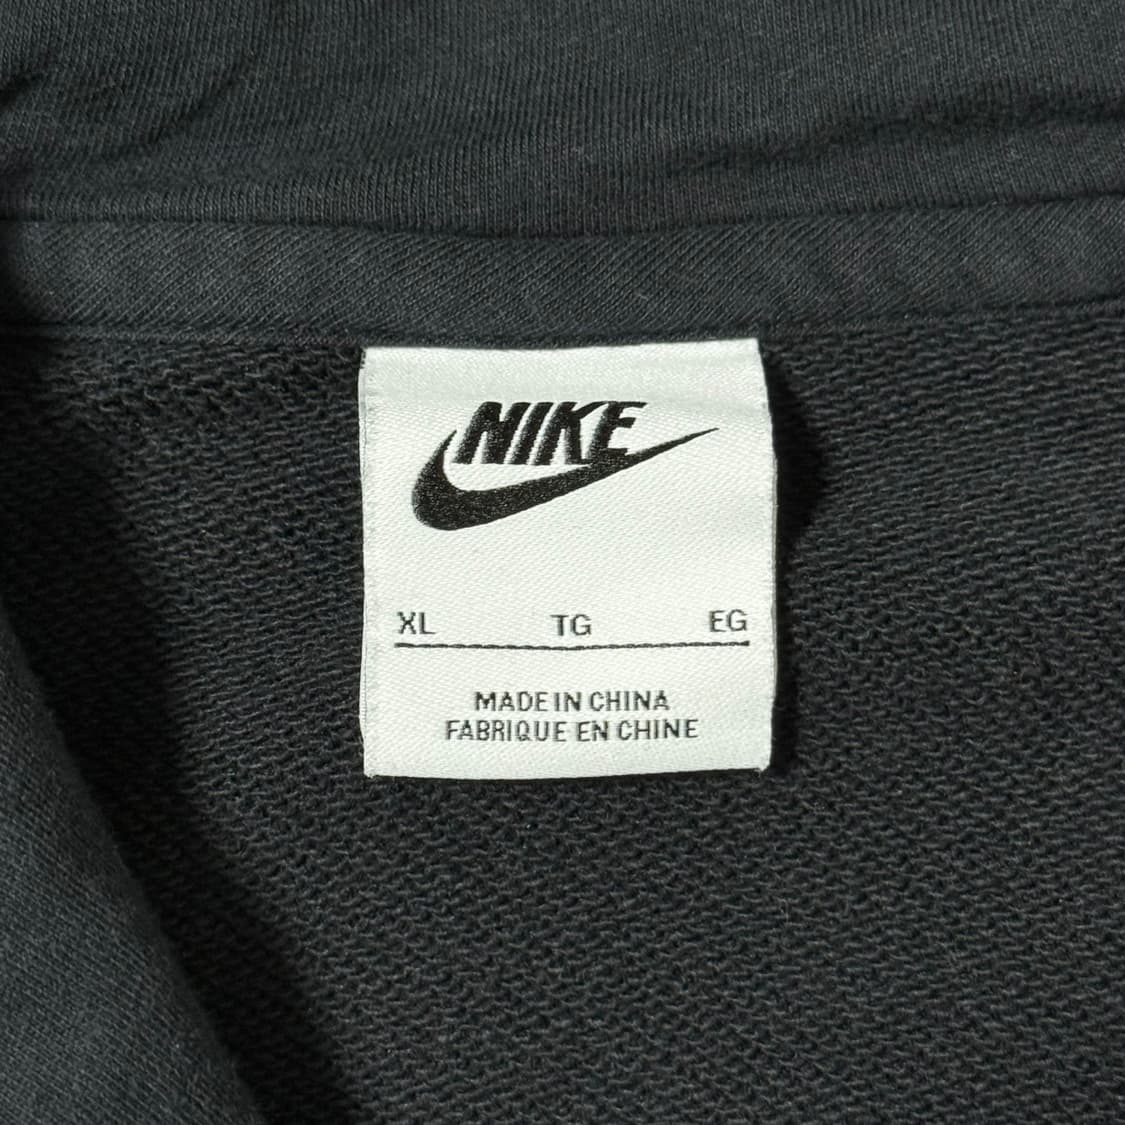 NIKE
XL TG EG
MADE IN CHINA
FABRIQUE EN CHINE